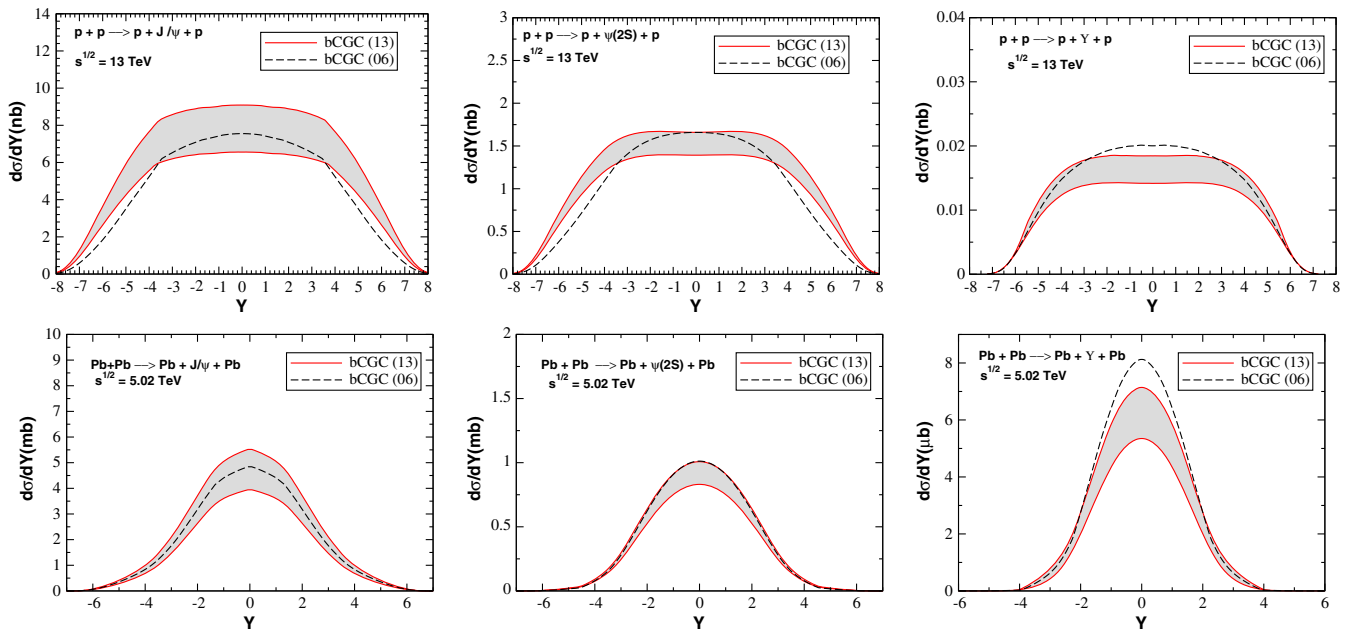 p + p —> p + J /ψ + p
s^1/2 = 13 TeV
bCGC (13)
bCGC (06)
dσ/dY(nb)
14
12
10
8
6
4
2
0
-8 -7 -6 -5 -4 -3 -2 -1 0 1 2 3 4 5 6 7 8
Y
p + p —> p + ψ(2S) + p
s^1/2 = 13 TeV
bCGC (13)
bCGC (06)
dσ/dY(nb)
3
2.5
2
1.5
1
0.5
0
-8 -7 -6 -5 -4 -3 -2 -1 0 1 2 3 4 5 6 7 8
Y
p + p —> p + Υ + p
s^1/2 = 13 TeV
bCGC (13)
bCGC (06)
dσ/dY(nb)
0.04
0.03
0.02
0.01
0
-8 -7 -6 -5 -4 -3 -2 -1 0 1 2 3 4 5 6 7 8
Y
Pb+Pb —> Pb + J/ψ + Pb
s^1/2 = 5.02 TeV
bCGC (13)
bCGC (06)
dσ/dY(mb)
10
9
8
7
6
5
4
3
2
1
0
-6 -4 -2 0 2 4 6
Y
Pb + Pb —> Pb + ψ(2S) + Pb
s^1/2 = 5.02 TeV
bCGC (13)
bCGC (06)
dσ/dY(mb)
2
1.5
1
0.5
0
-6 -4 -2 0 2 4 6
Y
Pb + Pb —> Pb + Υ + Pb
s^1/2 = 5.02 TeV
bCGC (13)
bCGC (06)
dσ/dY(μb)
8
6
4
2
0
-6 -4 -2 0 2 4 6
Y